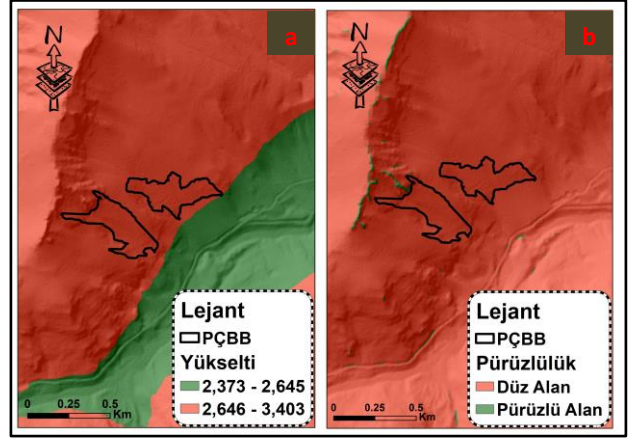 a
N
Lejant
PÇBB
Yükselti
2,373 - 2,645
2,646 - 3,403
0 0.25 0.5
Km
b
N
Lejant
PÇBB
Pürüzlülük
Düz Alan
Pürüzlü Alan
0 0.25 0.5
Km